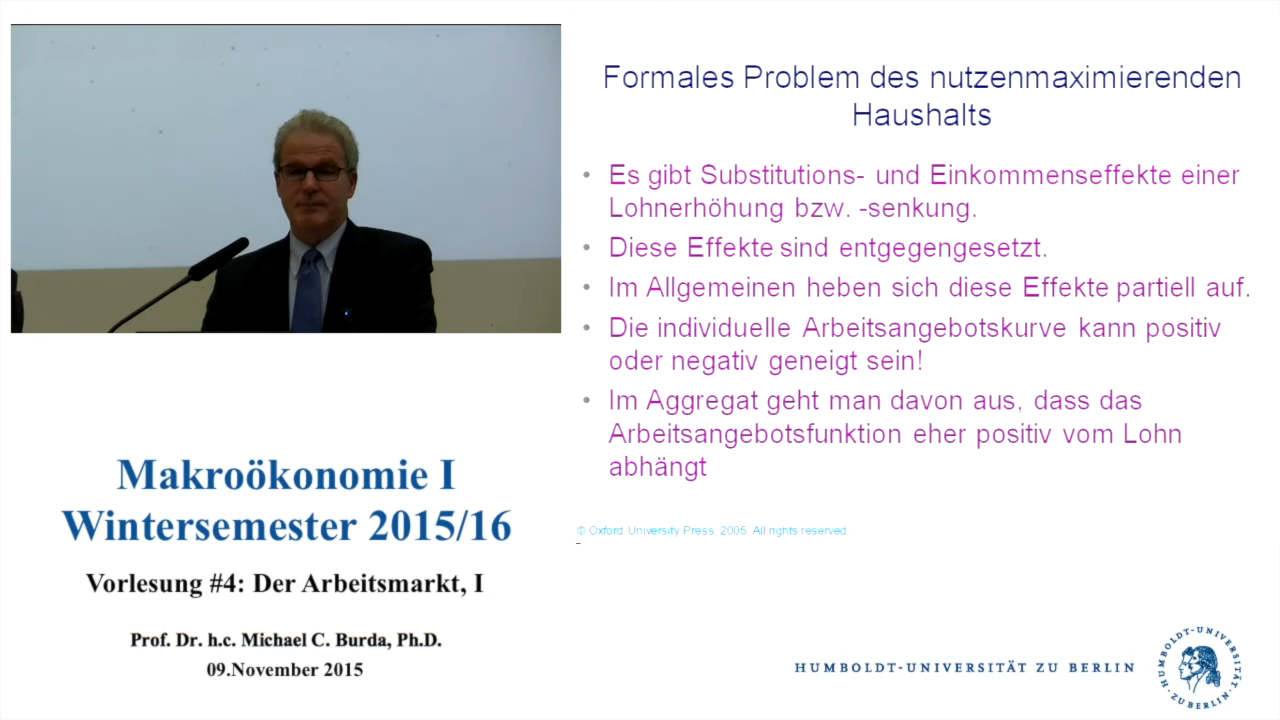 Formales Problem des nutzenmaximierenden
Haushalts
• Es gibt Substitutions- und Einkommenseffekte einer
Lohnerhöhung bzw. -senkung.
• Diese Effekte sind entgegengesetzt.
• Im Allgemeinen heben sich diese Effekte partiell auf.
• Die individuelle Arbeitsangebotskurve kann positiv
oder negativ geneigt sein!
• Im Aggregat geht man davon aus, dass das
Arbeitsangebotsfunktion eher positiv vom Lohn
abhängt
© Oxford University Press, 2005. All rights reserved.
Makroökonomie I
Wintersemester 2015/16
Vorlesung #4: Der Arbeitsmarkt, I
Prof. Dr. h.c. Michael C. Burda, Ph.D.
09.November 2015
HUMBOLDT-UNIVERSITÄT ZU BERLIN
HUMBOLDT-UNIVERSITÄT
ZU BERLIN